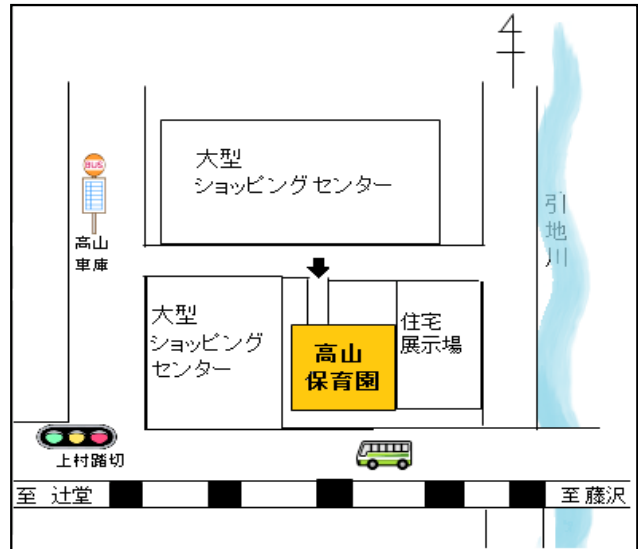 大型
ショッピングセンター
BUS
高山
車庫
引
地
川
大型
ショッピング
センター
高山
保育園
住宅
展示場
上村踏切
至 辻堂
至 藤沢